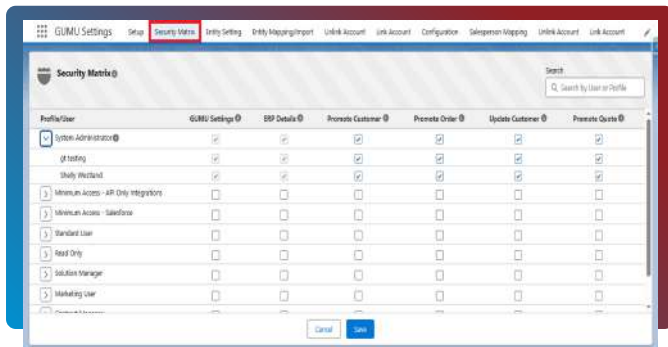 GUMU Settings Setup Security Matrix Entity Setting Entity Mapping/Import Unlink Account Link Account Configuration Salesperson Mapping Unlink Account Link Account
Security Matrix
Search
Search by User or Profile
Profile/User GUMU Settings ERP Details Promote Customer Promote Order Update Customer Promote Quote
System Administrator
gt testing
Shelly Westland
Minimum Access - API Only Integrations
Minimum Access - Salesforce
Standard User
Read Only
Solution Manager
Marketing User
Cancel Save